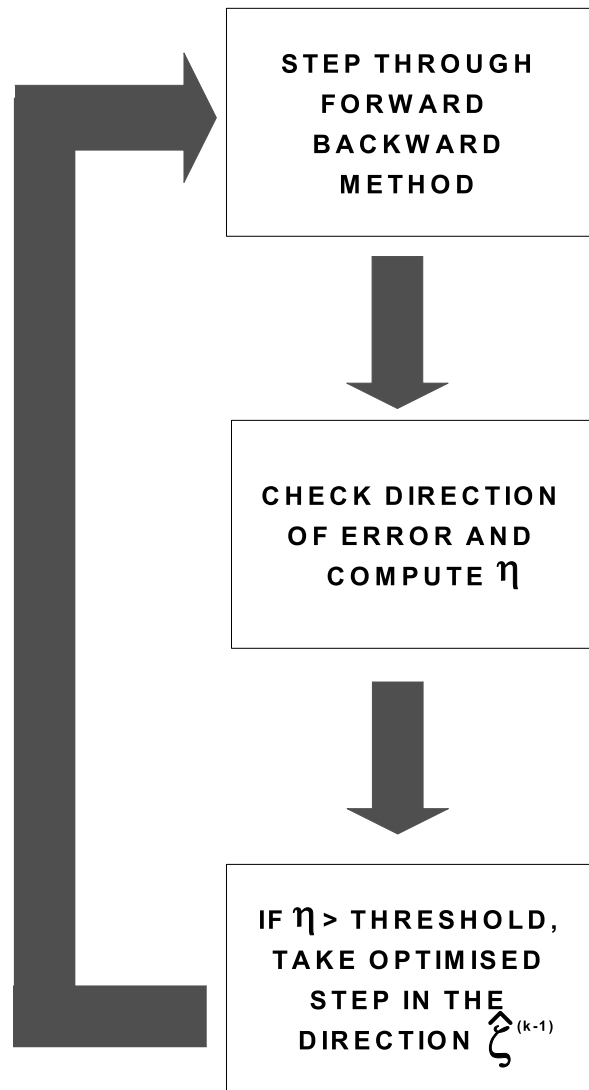 STEP THROUGH
FORWARD
BACKWARD
METHOD
CHECK DIRECTION
OF ERROR AND
COMPUTE η
IF η > THRESHOLD,
TAKE OPTIMISED
STEP IN THE
DIRECTION ζ̂^(k-1)